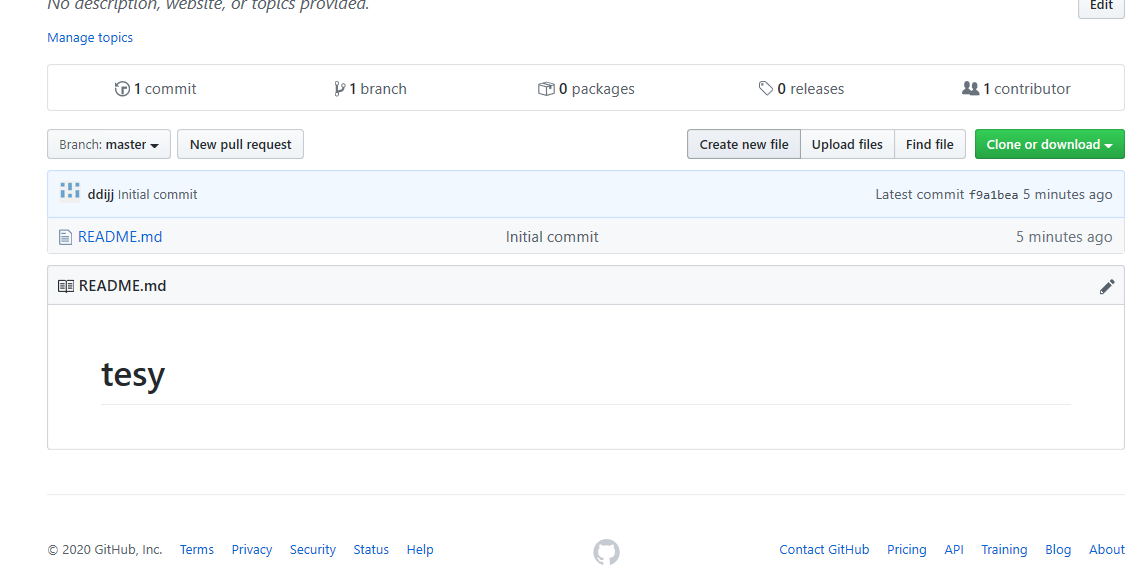 No description, website, or topics provided.
Edit
Manage topics
1 commit
1 branch
0 packages
0 releases
1 contributor
Branch: master
New pull request
Create new file
Upload files
Find file
Clone or download
ddijj Initial commit
Latest commit f9a1bea 5 minutes ago
README.md
Initial commit
5 minutes ago
README.md
tesy
© 2020 GitHub, Inc.
Terms
Privacy
Security
Status
Help
Contact GitHub
Pricing
API
Training
Blog
About